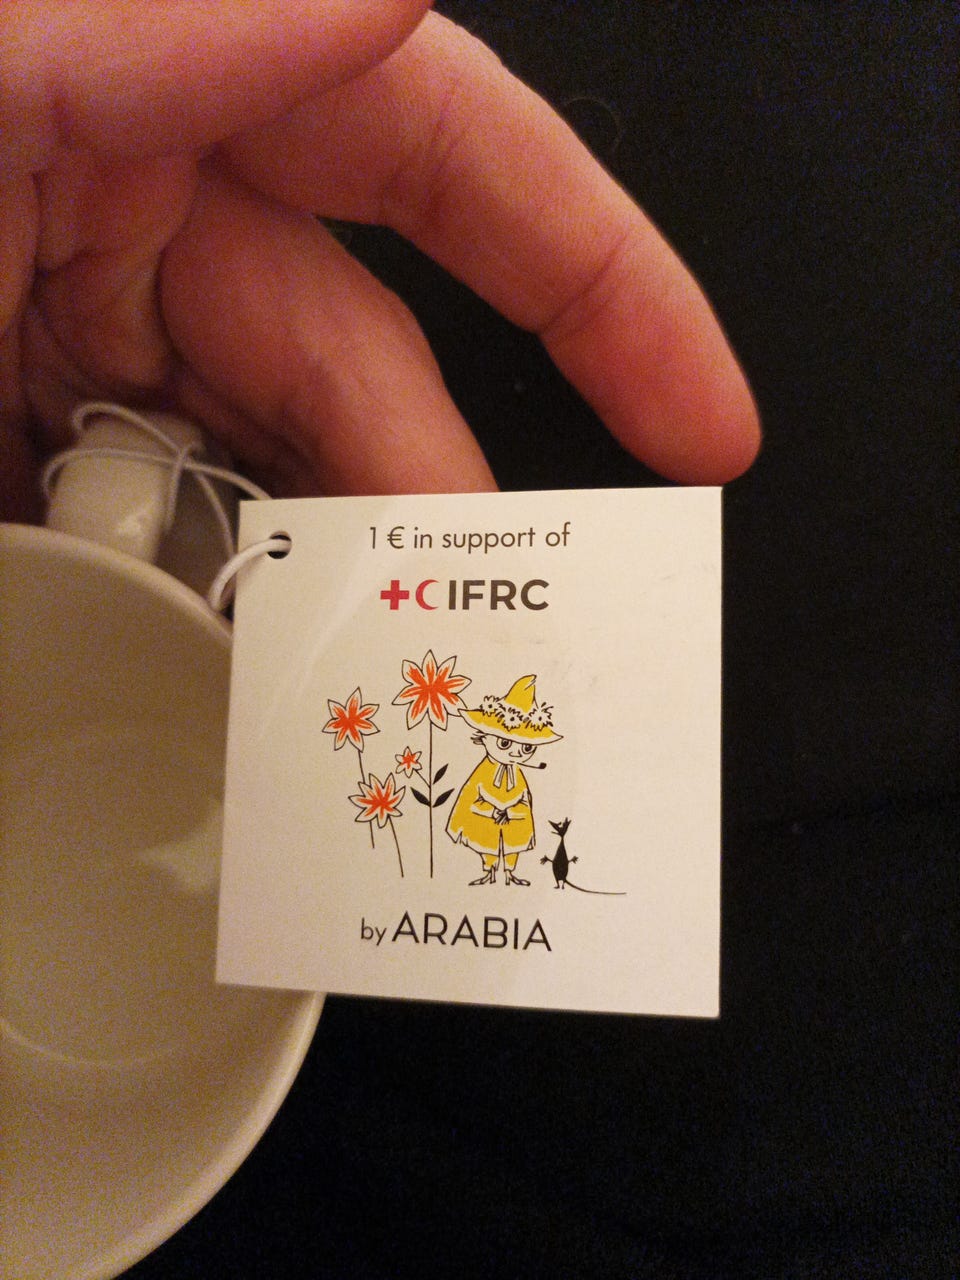 1 € in support of
IFRC
by ARABIA